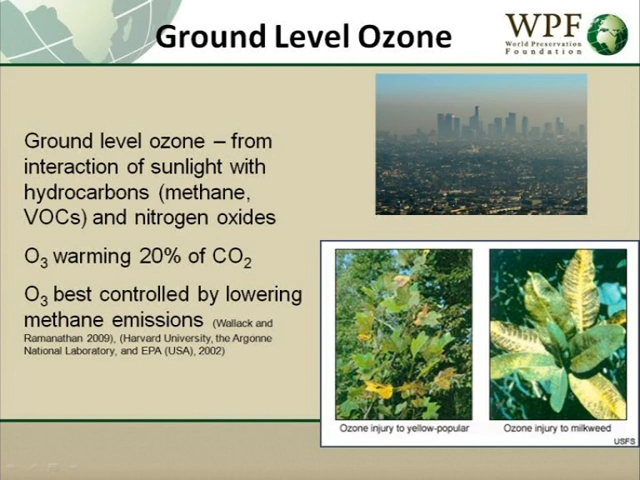 Ground Level Ozone
WPF
World Preservation
Foundation
Ground level ozone – from
interaction of sunlight with
hydrocarbons (methane,
VOCs) and nitrogen oxides
O₃ warming 20% of CO₂
O₃ best controlled by lowering
methane emissions (Wallack and
Ramanathan 2009), (Harvard University, the Argonne
National Laboratory, and EPA (USA), 2002)
Ozone injury to yellow-popular
Ozone injury to milkweed
USFS